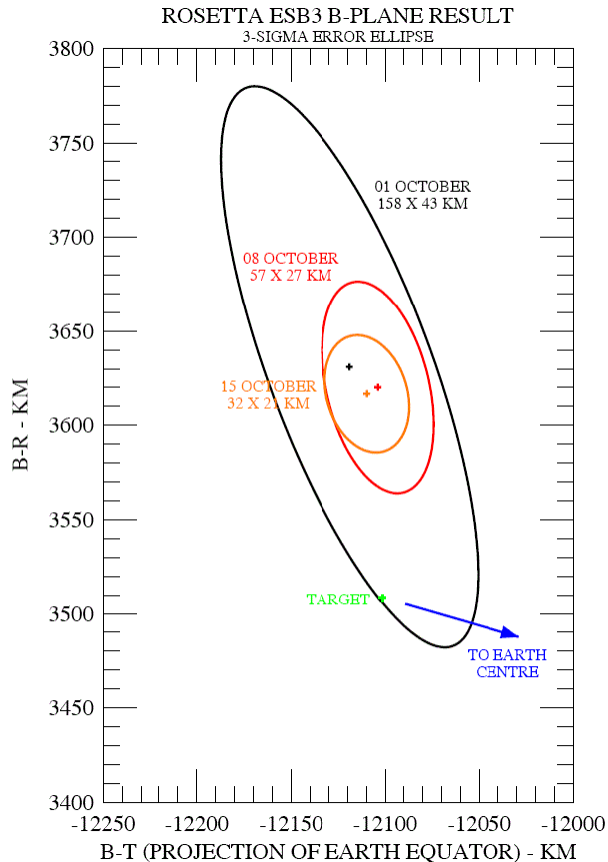 ROSETTA ESB3 B-PLANE RESULT
3-SIGMA ERROR ELLIPSE
3800
3750
3700
3650
3600
3550
3500
3450
3400
B-R - KM
01 OCTOBER
158 X 43 KM
08 OCTOBER
57 X 27 KM
15 OCTOBER
32 X 21 KM
TARGET
TO EARTH
CENTRE
-12250 -12200 -12150 -12100 -12050 -12000
B-T (PROJECTION OF EARTH EQUATOR) - KM